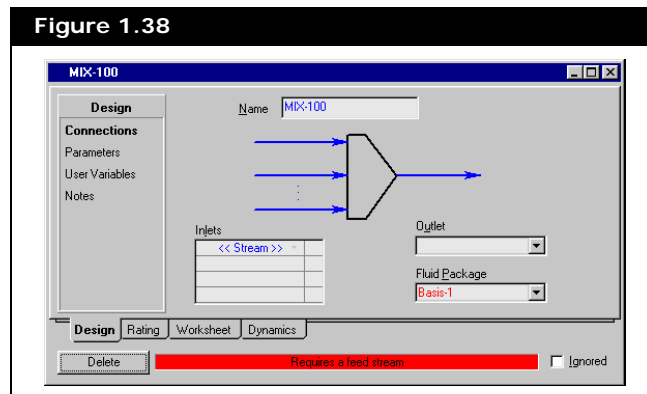 Figure 1.38
MIX-100
Design
Connections
Parameters
User Variables
Notes
Name MIX-100
Inlets
<< Stream >>
Outlet
Fluid Package
Basis-1
Design Rating Worksheet Dynamics
Delete Requires a feed stream Ignored